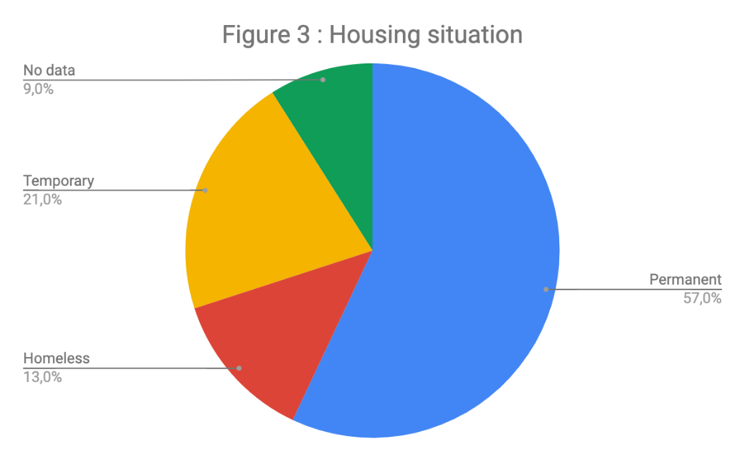 Figure 3 : Housing situation
No data
9,0%
Temporary
21,0%
Permanent
57,0%
Homeless
13,0%